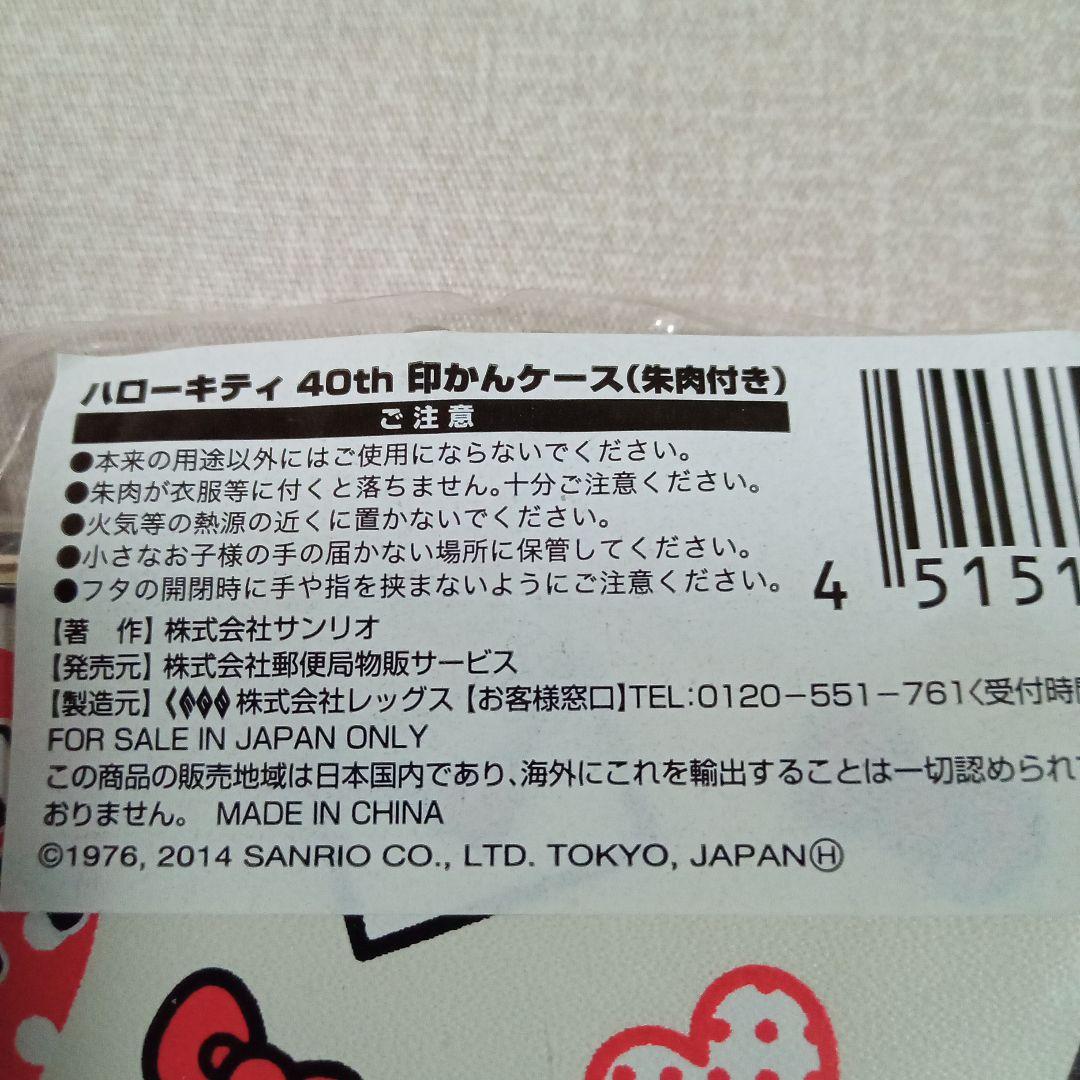 ハローキティ 40th 印かんケース(朱肉付き)
ご注意
●本来の用途以外にはご使用にならないでください。
●朱肉が衣服等に付くと落ちません。十分ご注意ください。
●火気等の熱源の近くに置かないでください。
●小さなお子様の手の届かない場所に保管してください。
●フタの開閉時に手や指を挟まないようにご注意ください。
4 5151
【著　作】株式会社サンリオ
【発売元】株式会社郵便局物販サービス
【製造元】株式会社レッグス【お客様窓口】TEL:0120-551-761〈受付時間
FOR SALE IN JAPAN ONLY
この商品の販売地域は日本国内であり、海外にこれを輸出することは一切認められて
おりません。 MADE IN CHINA
©1976, 2014 SANRIO CO., LTD. TOKYO, JAPANⒽ